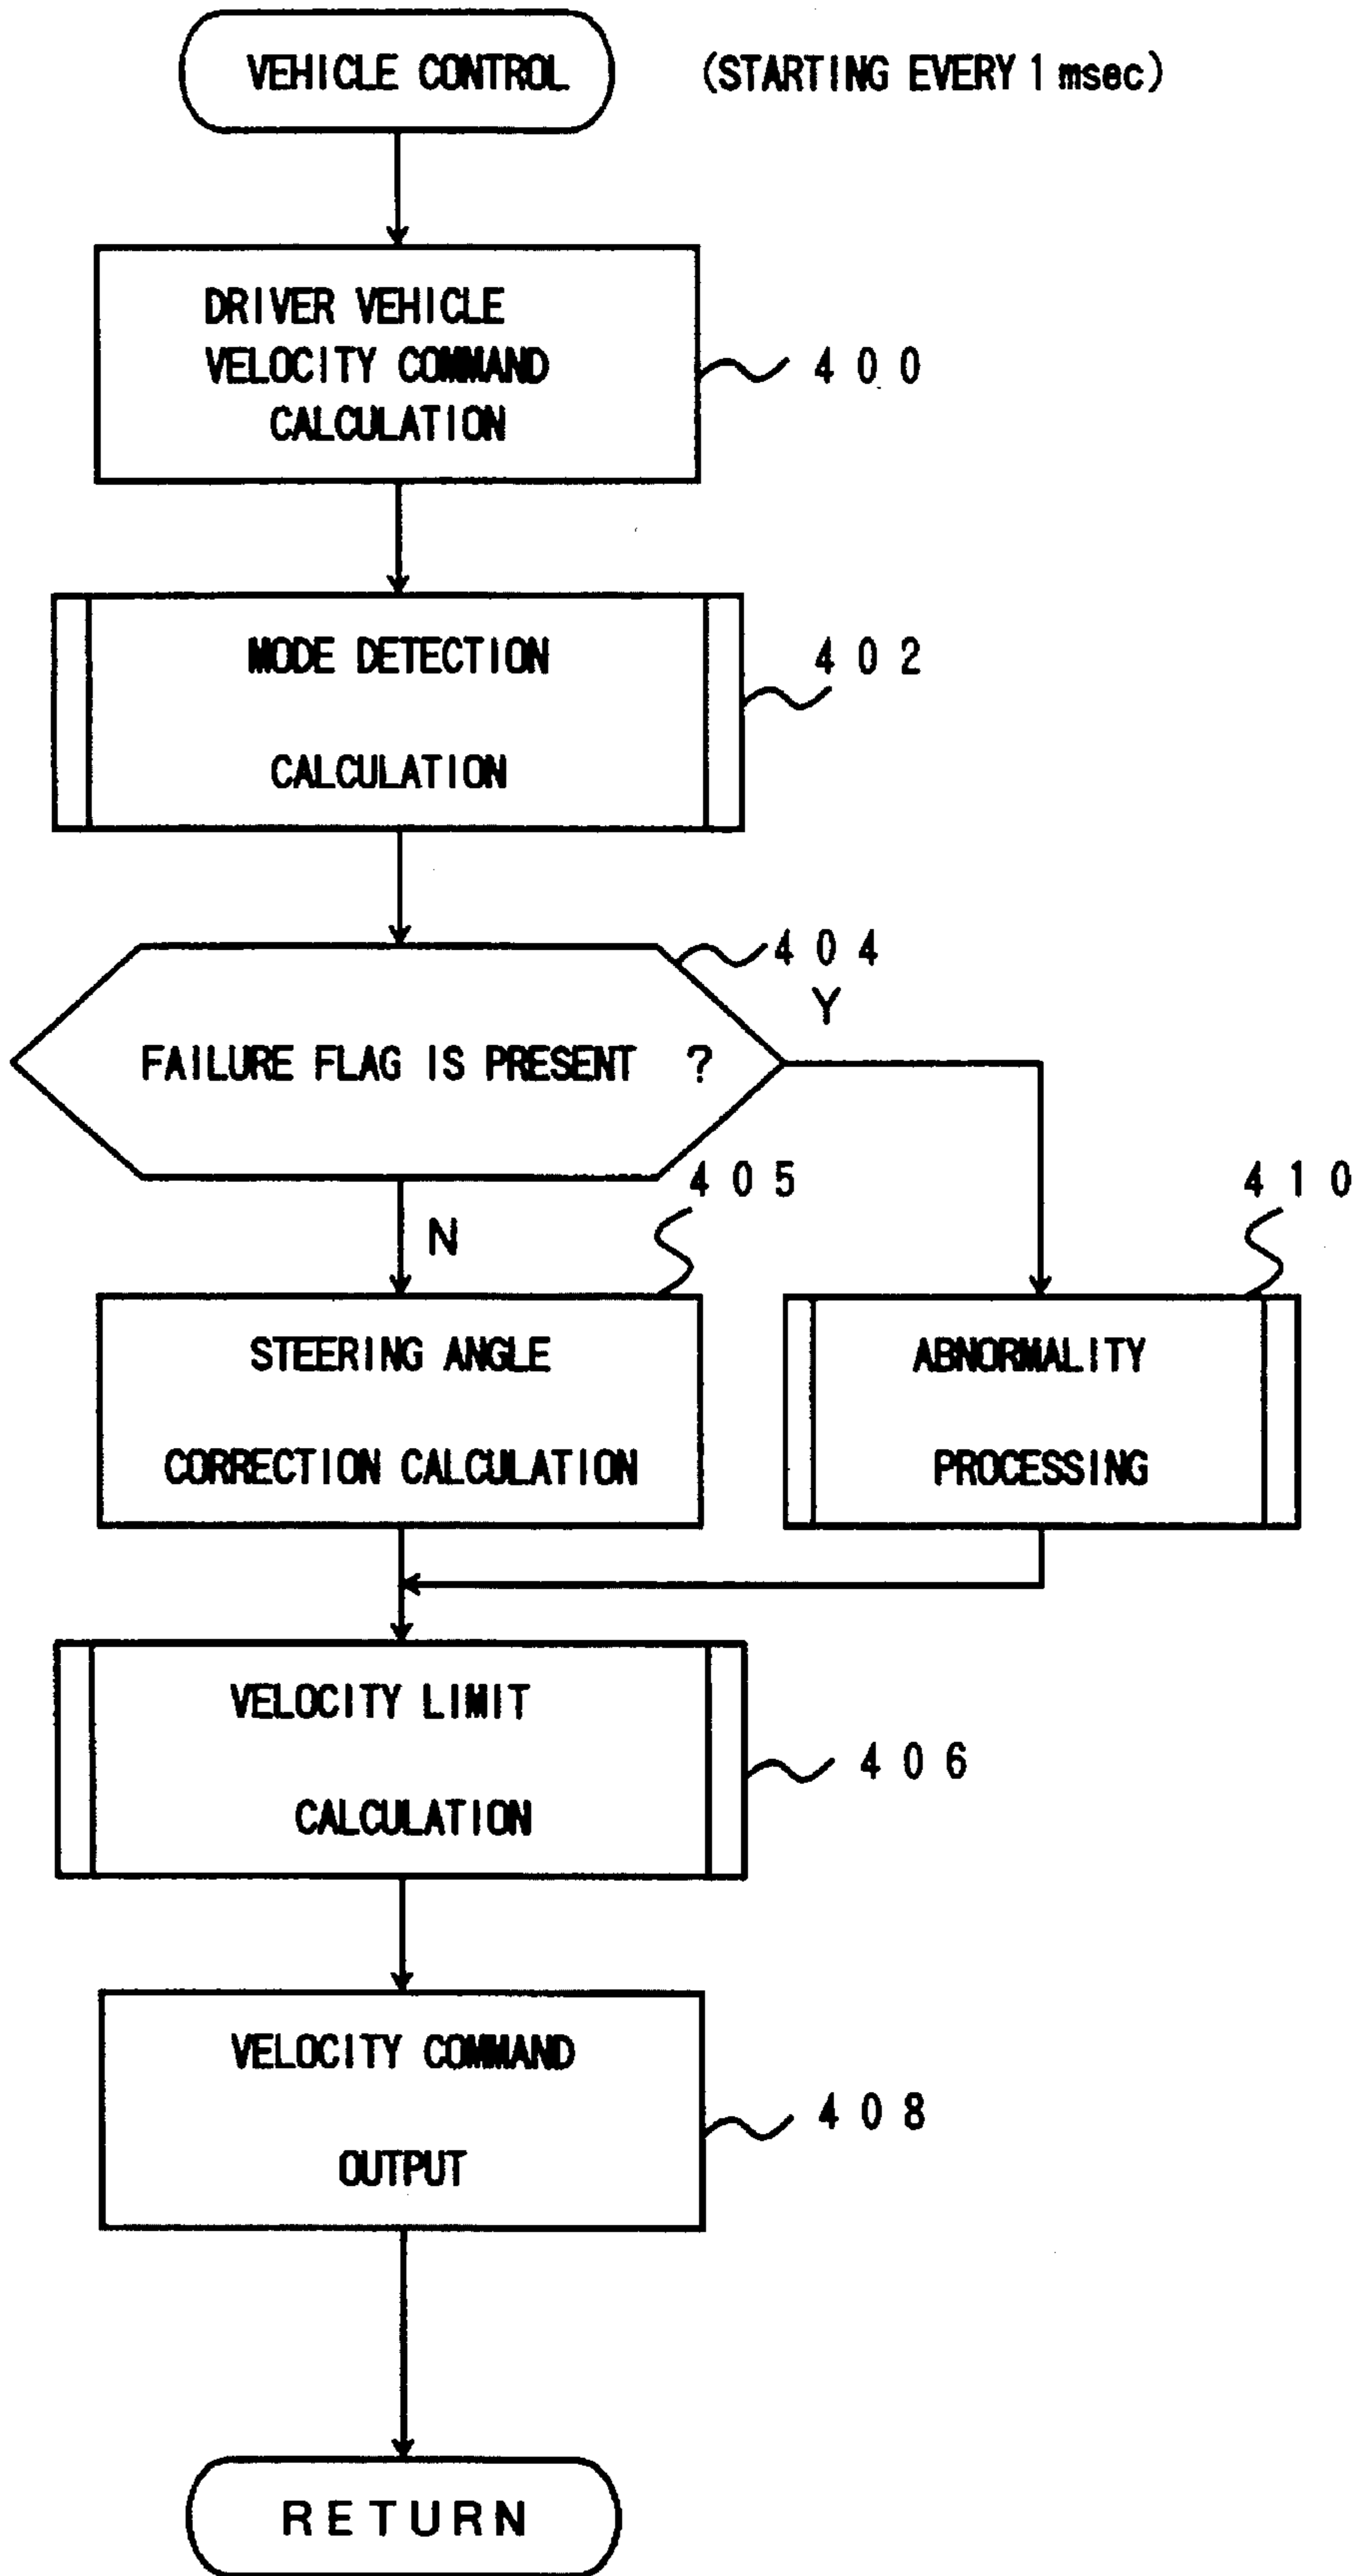 VEHICLE CONTROL (STARTING EVERY 1 msec)
DRIVER VEHICLE
VELOCITY COMMAND
CALCULATION
400
MODE DETECTION
CALCULATION
402
404
Y
FAILURE FLAG IS PRESENT ?
405
410
N
STEERING ANGLE
CORRECTION CALCULATION
ABNORMALITY
PROCESSING
VELOCITY LIMIT
CALCULATION
406
VELOCITY COMMAND
OUTPUT
408
RETURN